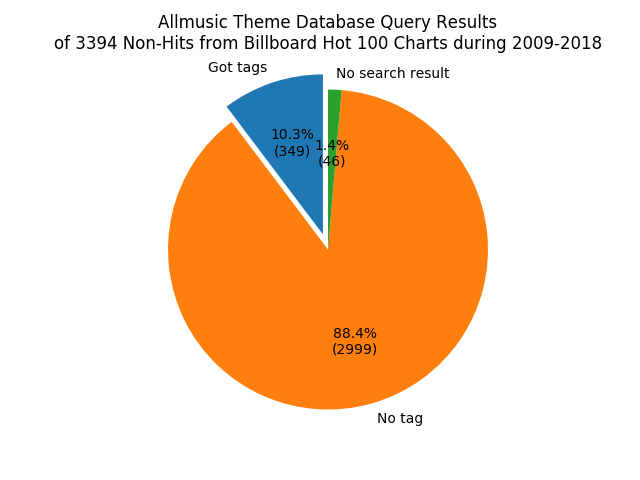 Allmusic Theme Database Query Results
of 3394 Non-Hits from Billboard Hot 100 Charts during 2009-2018
Got tags
No search result
10.3%
(349)
1.4%
(46)
88.4%
(2999)
No tag